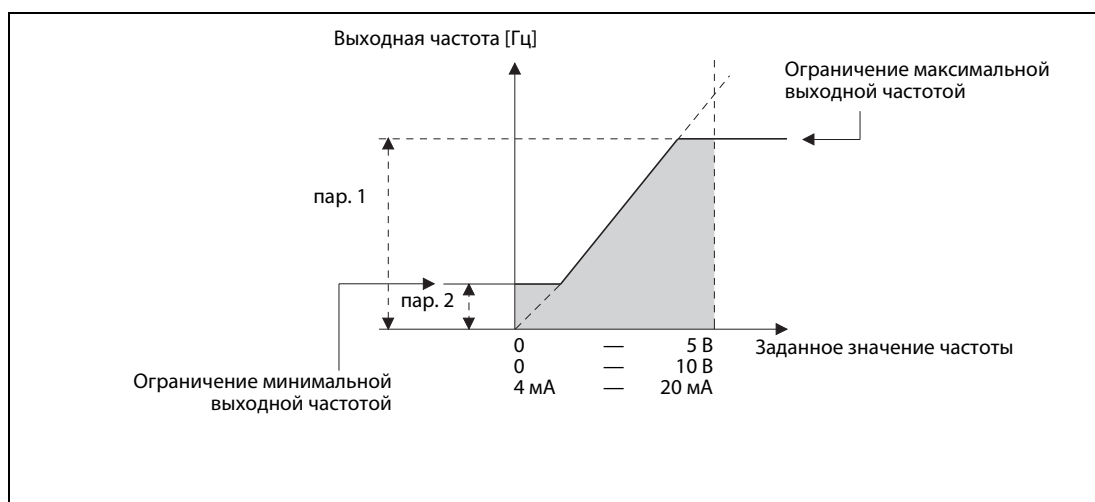 Выходная частота [Гц]
Ограничение максимальной
выходной частотой
пар. 1
пар. 2
0 — 5 В
0 — 10 В
4 мА — 20 мА
Заданное значение частоты
Ограничение минимальной
выходной частотой